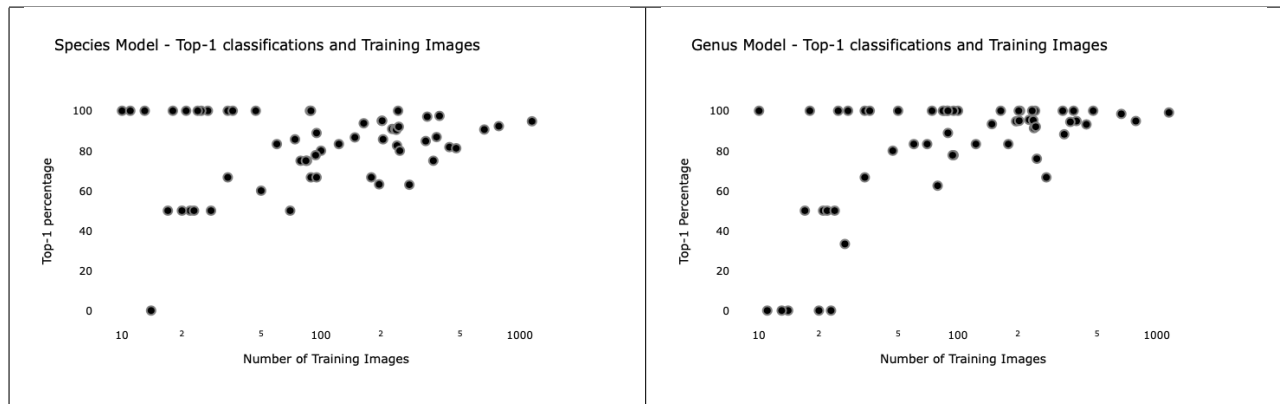 Species Model - Top-1 classifications and Training Images
100
80
60
40
20
0
Top-1 percentage
10 2 5 100 2 5 1000
Number of Training Images
Genus Model - Top-1 classifications and Training Images
100
80
60
40
20
0
Top-1 Percentage
10 2 5 100 2 5 1000
Number of Training Images